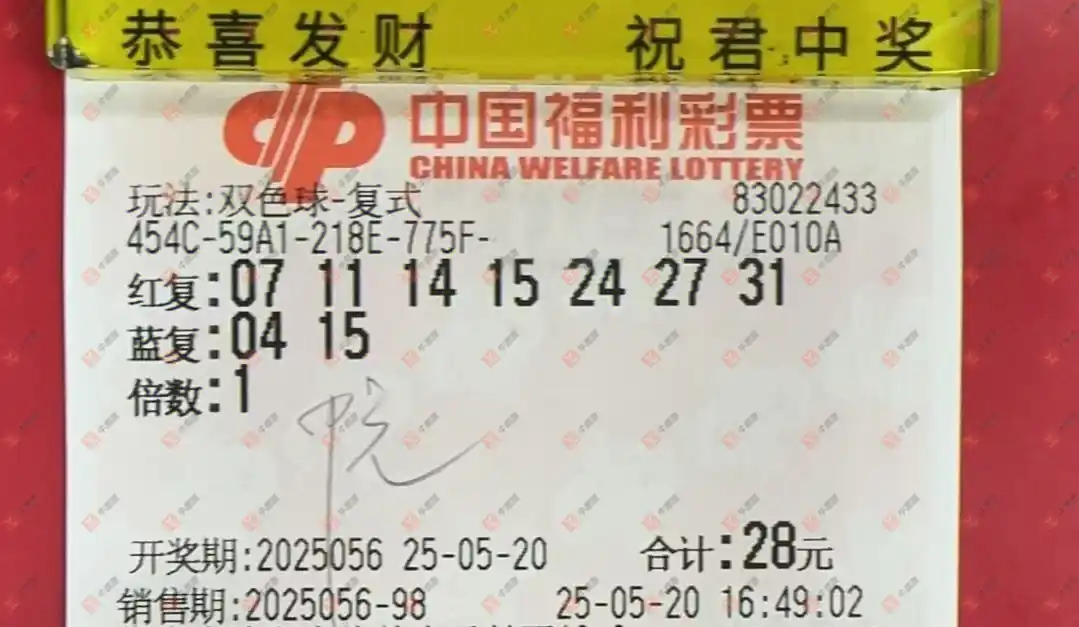 恭喜发财 祝君中奖
中国福利彩票
CHINA WELFARE LOTTERY
玩法:双色球-复式 83022433
454C-59A1-218E-775F- 1664/E010A
红复:07 11 14 15 24 27 31
蓝复:04 15
倍数:1
开奖期:2025056 25-05-20 合计:28元
销售期:2025056-98 25-05-20 16:49:02